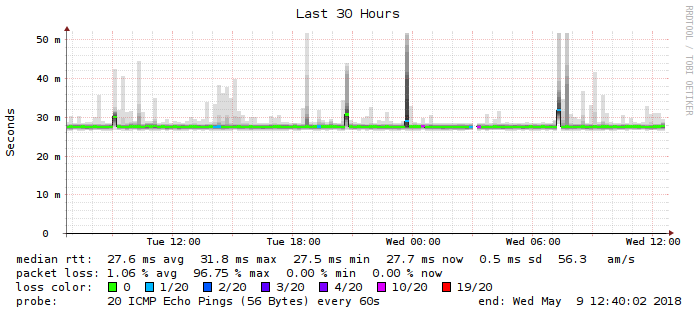 Last 30 Hours
RRDTOOL / TOBI OETIKER
Seconds
50 m
40 m
30 m
20 m
10 m
0
Tue 12:00 Tue 18:00 Wed 00:00 Wed 06:00 Wed 12:00
median rtt: 27.6 ms avg 31.8 ms max 27.5 ms min 27.7 ms now 0.5 ms sd 56.3 am/s
packet loss: 1.06 % avg 96.75 % max 0.00 % min 0.00 % now
loss color: 0 1/20 2/20 3/20 4/20 10/20 19/20
probe: 20 ICMP Echo Pings (56 Bytes) every 60s end: Wed May 9 12:40:02 2018